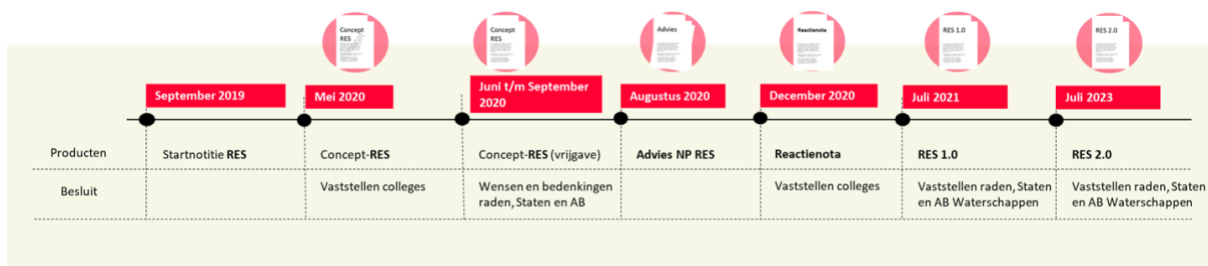 Concept
RES
Concept
RES
Advies
Reactienota
RES 1.0
RES 2.0
September 2019
Mei 2020
Juni t/m September
2020
Augustus 2020
December 2020
Juli 2021
Juli 2023
Producten
Startnotitie RES
Concept-RES
Concept-RES (vrijgave)
Advies NP RES
Reactienota
RES 1.0
RES 2.0
Besluit
Vaststellen colleges
Wensen en bedenkingen
raden, Staten en AB
Vaststellen colleges
Vaststellen raden, Staten
en AB Waterschappen
Vaststellen raden, Staten
en AB Waterschappen